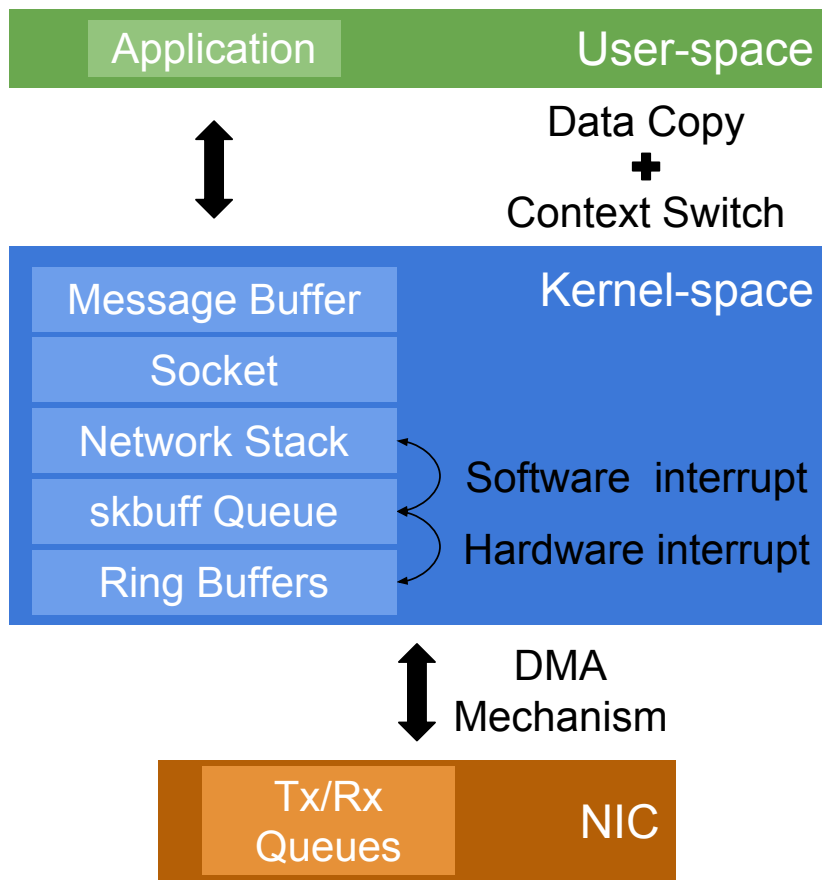 Application
User-space
Data Copy
+
Context Switch
Kernel-space
Message Buffer
Socket
Network Stack
skbuff Queue
Ring Buffers
Software interrupt
Hardware interrupt
DMA
Mechanism
Tx/Rx
Queues
NIC